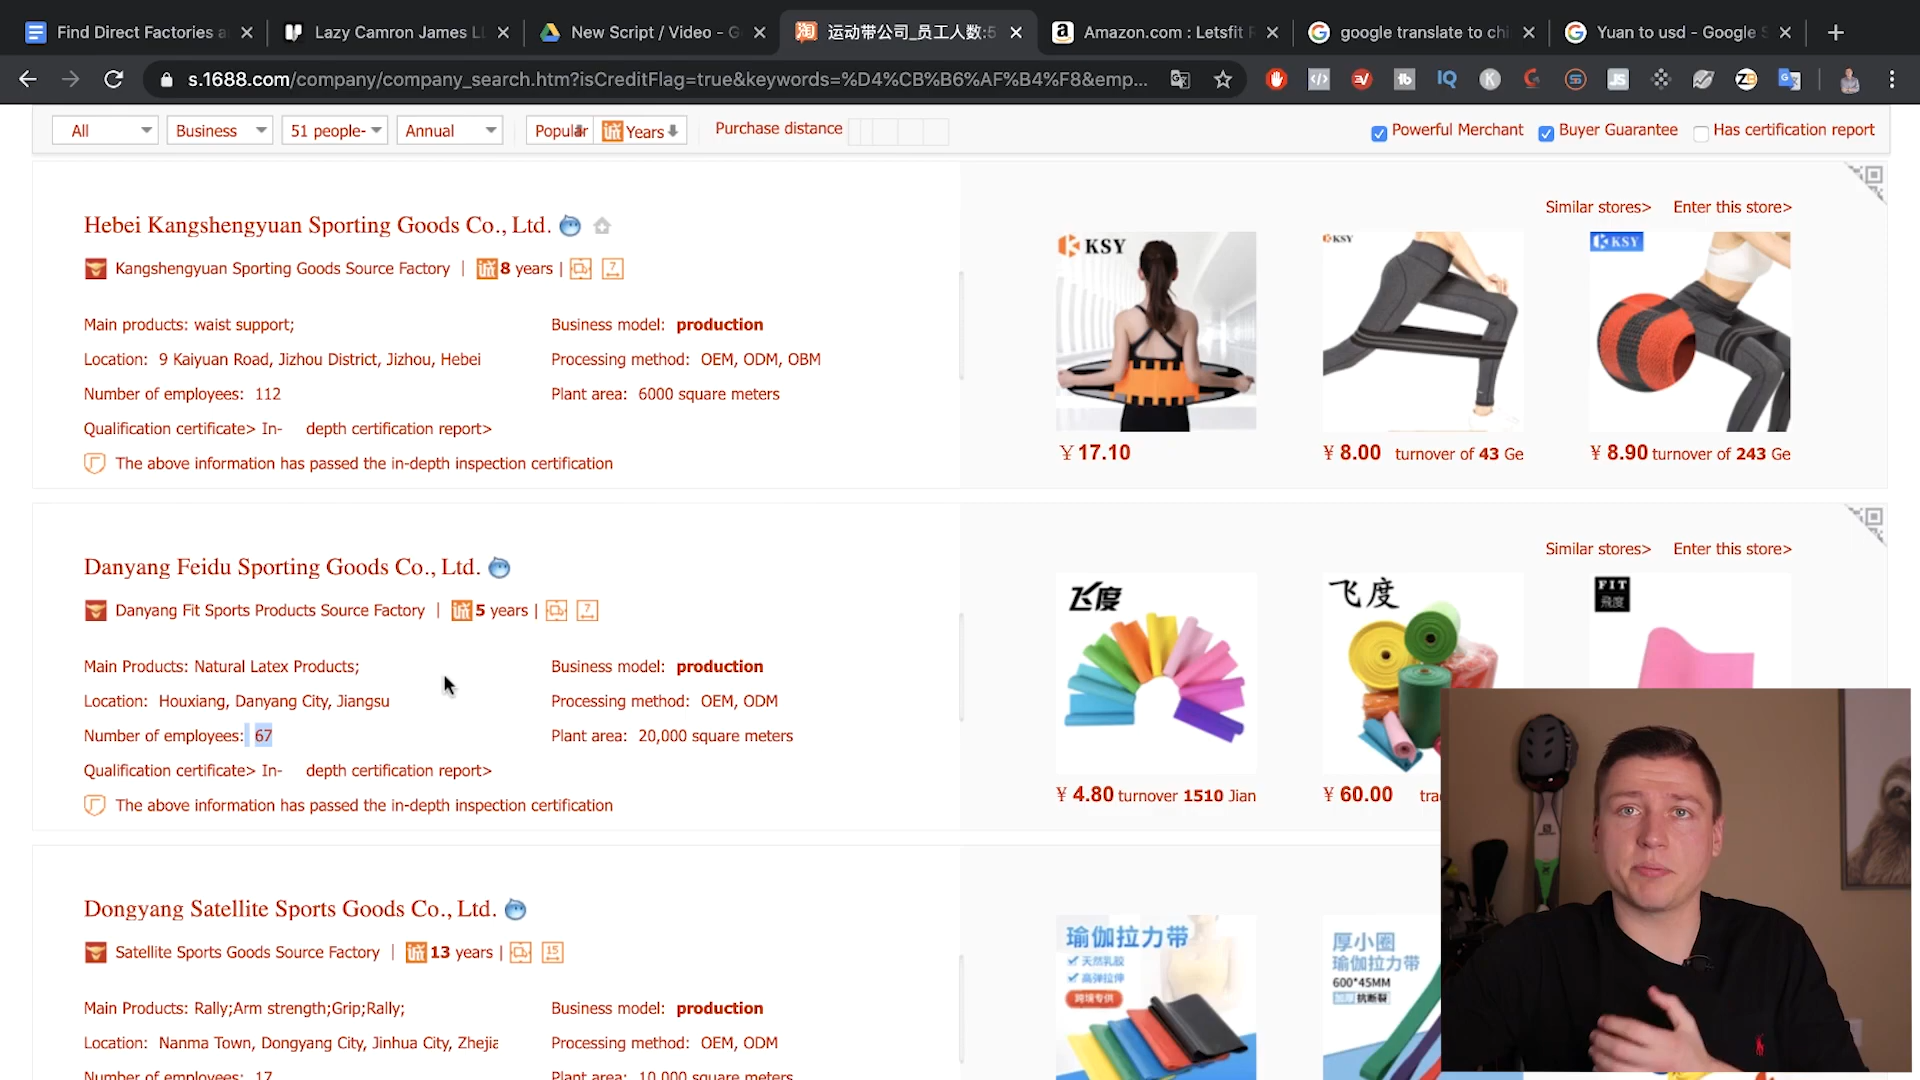 Find Direct Factories a
Lazy Camron James LL
New Script / Video - G
运动带公司_员工人数:5
Amazon.com : Letsfit R
google translate to chi
Yuan to usd - Google S
s.1688.com/company/company_search.htm?isCreditFlag=true&keywords=%D4%CB%B6%AF%B4%F8&emp...
All
Business
51 people-
Annual
Popular
诚 Years
Purchase distance
Powerful Merchant
Buyer Guarantee
Has certification report
Hebei Kangshengyuan Sporting Goods Co., Ltd.
Kangshengyuan Sporting Goods Source Factory | 诚 8 years | 7
Main products: waist support;
Business model: production
Location: 9 Kaiyuan Road, Jizhou District, Jizhou, Hebei
Processing method: OEM, ODM, OBM
Number of employees: 112
Plant area: 6000 square meters
Qualification certificate> In- depth certification report>
The above information has passed the in-depth inspection certification
Similar stores> Enter this store>
KSY
KSY
KSY
¥ 17.10
¥ 8.00 turnover of 43 Ge
¥ 8.90 turnover of 243 Ge
Danyang Feidu Sporting Goods Co., Ltd.
Danyang Fit Sports Products Source Factory | 诚 5 years | 7
Main Products: Natural Latex Products;
Business model: production
Location: Houxiang, Danyang City, Jiangsu
Processing method: OEM, ODM
Number of employees: 67
Plant area: 20,000 square meters
Qualification certificate> In- depth certification report>
The above information has passed the in-depth inspection certification
Similar stores> Enter this store>
飞度
飞度
FIT
飛度
¥ 4.80 turnover 1510 Jian
¥ 60.00 tra
Dongyang Satellite Sports Goods Co., Ltd.
Satellite Sports Goods Source Factory | 诚 13 years | 15
Main Products: Rally;Arm strength;Grip;Rally;
Business model: production
Location: Nanma Town, Dongyang City, Jinhua City, Zhejia
Processing method: OEM, ODM
Number of employees: 17
Plant area: 10,000 square meters
瑜伽拉力带
天然乳胶
高弹拉伸
跨境专供
厚小圈
瑜伽拉力带
600*45MM
加厚 抗断裂